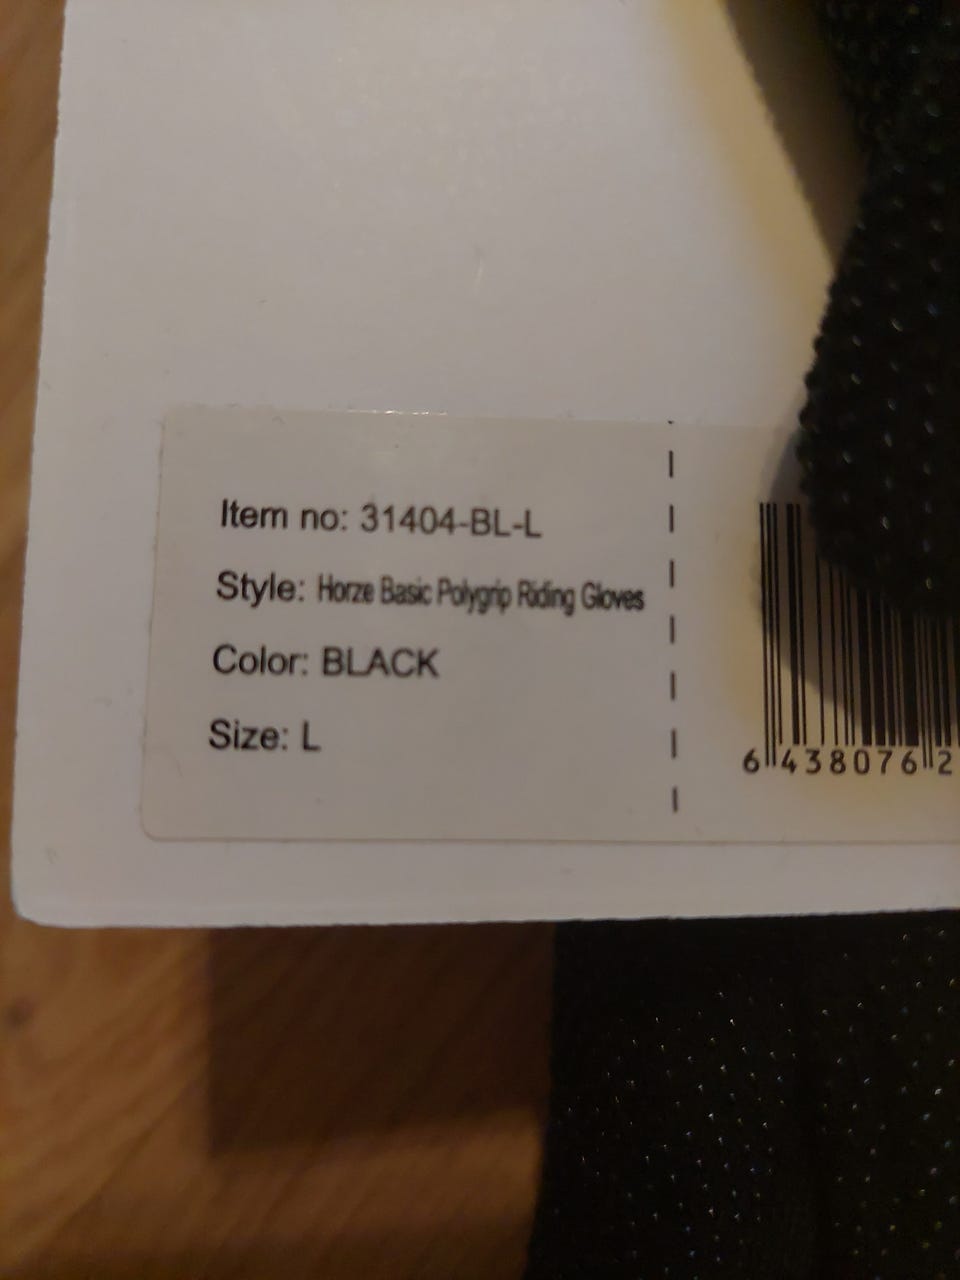 Item no: 31404-BL-L
Style: Horze Basic Polygrip Riding Gloves
Color: BLACK
Size: L
6 438076 2